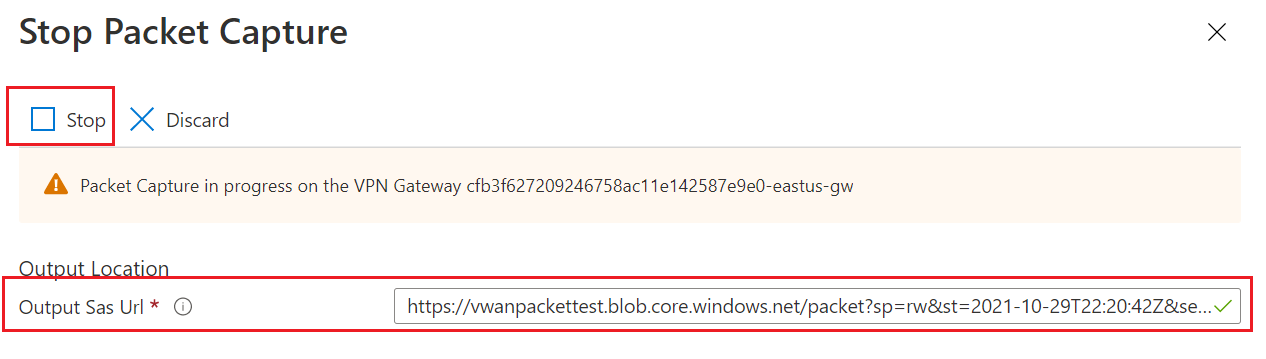 Stop Packet Capture
Stop Discard
Packet Capture in progress on the VPN Gateway cfb3f627209246758ac11e142587e9e0-eastus-gw
Output Location
Output Sas Url * https://vwanpackettest.blob.core.windows.net/packet?sp=rw&st=2021-10-29T22:20:42Z&se...